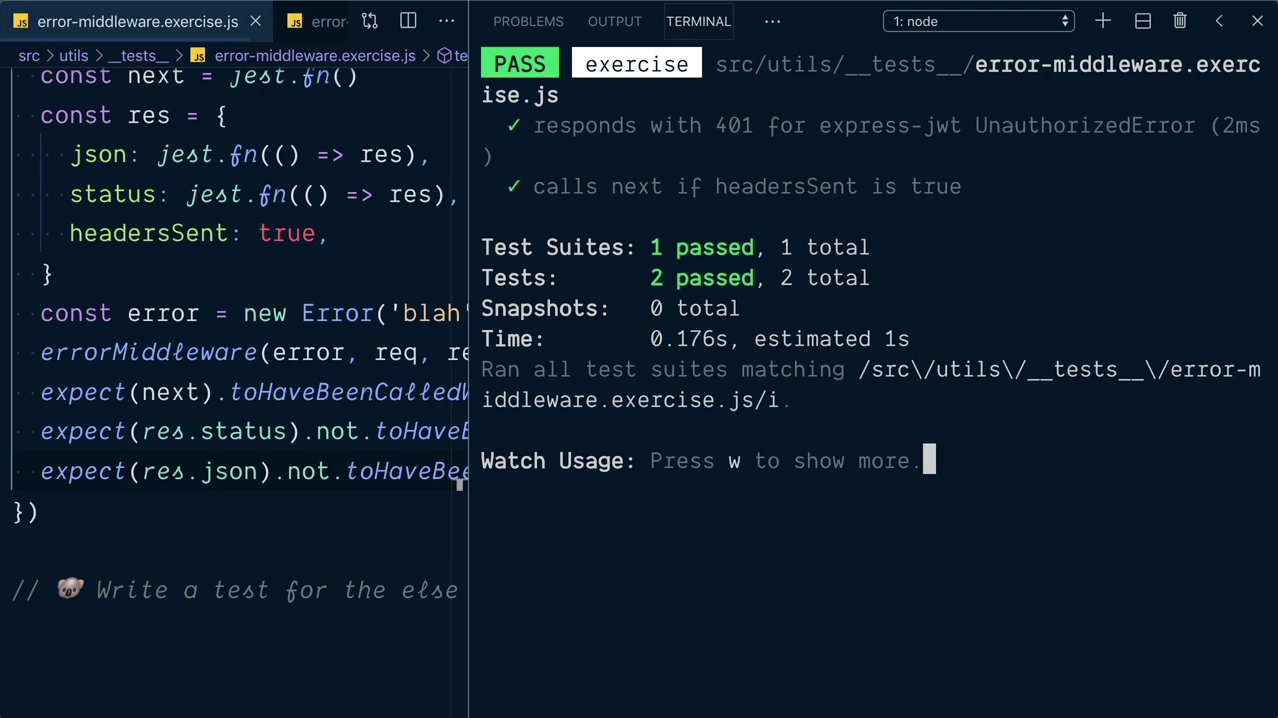 JS error-middleware.exercise.js
JS error-
PROBLEMS OUTPUT TERMINAL ...
1: node
src > utils > __tests__ > JS error-middleware.exercise.js > te
const next = jest.fn()
const res = {
json: jest.fn(() => res),
status: jest.fn(() => res),
headersSent: true,
}
const error = new Error('blah'
errorMiddleware(error, req, re
expect(next).toHaveBeenCalledW
expect(res.status).not.toHaveB
expect(res.json).not.toHaveBee
})
// 🐨 Write a test for the else
PASS exercise src/utils/__tests__/error-middleware.exerc
ise.js
✓ responds with 401 for express-jwt UnauthorizedError (2ms
)
✓ calls next if headersSent is true
Test Suites: 1 passed, 1 total
Tests: 2 passed, 2 total
Snapshots: 0 total
Time: 0.176s, estimated 1s
Ran all test suites matching /src\/utils\/__tests__\/error-m
iddleware.exercise.js/i.
Watch Usage: Press w to show more.